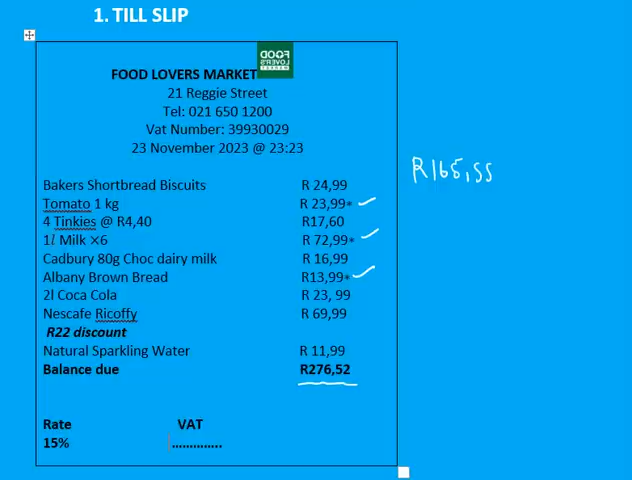 1. TILL SLIP
FOOD LOVERS MARKET
FOOD
LOVER'S
MARKET
21 Reggie Street
Tel: 021 650 1200
Vat Number: 39930029
23 November 2023 @ 23:23
R165,55
Bakers Shortbread Biscuits R 24,99
Tomato 1 kg R 23,99*
4 Tinkies @ R4,40 R17,60
1l Milk ×6 R 72,99*
Cadbury 80g Choc dairy milk R 16,99
Albany Brown Bread R13,99*
2l Coca Cola R 23, 99
Nescafe Ricoffy R 69,99
R22 discount
Natural Sparkling Water R 11,99
Balance due R276,52
Rate VAT
15% ..............